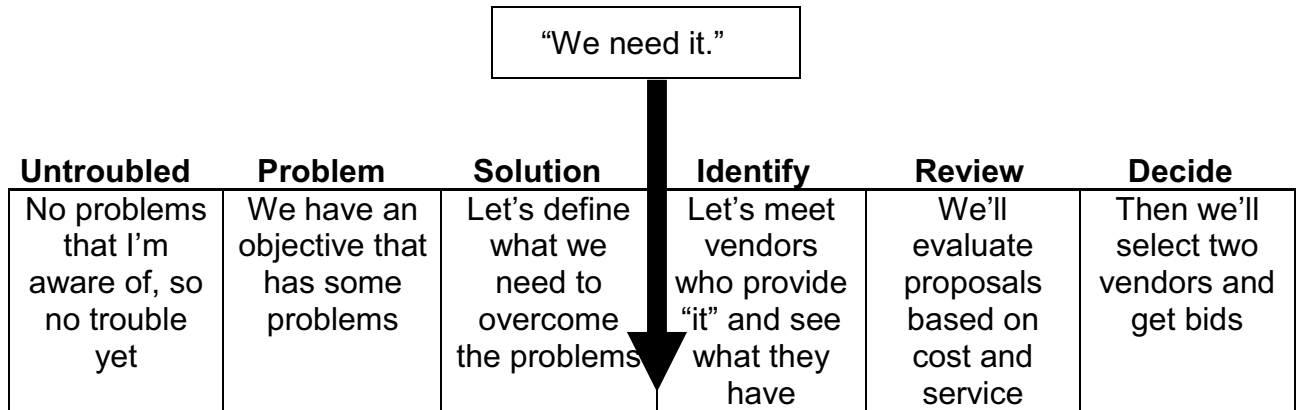 “We need it.”
Untroubled Problem Solution Identify Review Decide
No problems
that I’m
aware of, so
no trouble
yet
We have an
objective that
has some
problems
Let’s define
what we
need to
overcome
the problems
Let’s meet
vendors
who provide
“it” and see
what they
have
We’ll
evaluate
proposals
based on
cost and
service
Then we’ll
select two
vendors and
get bids